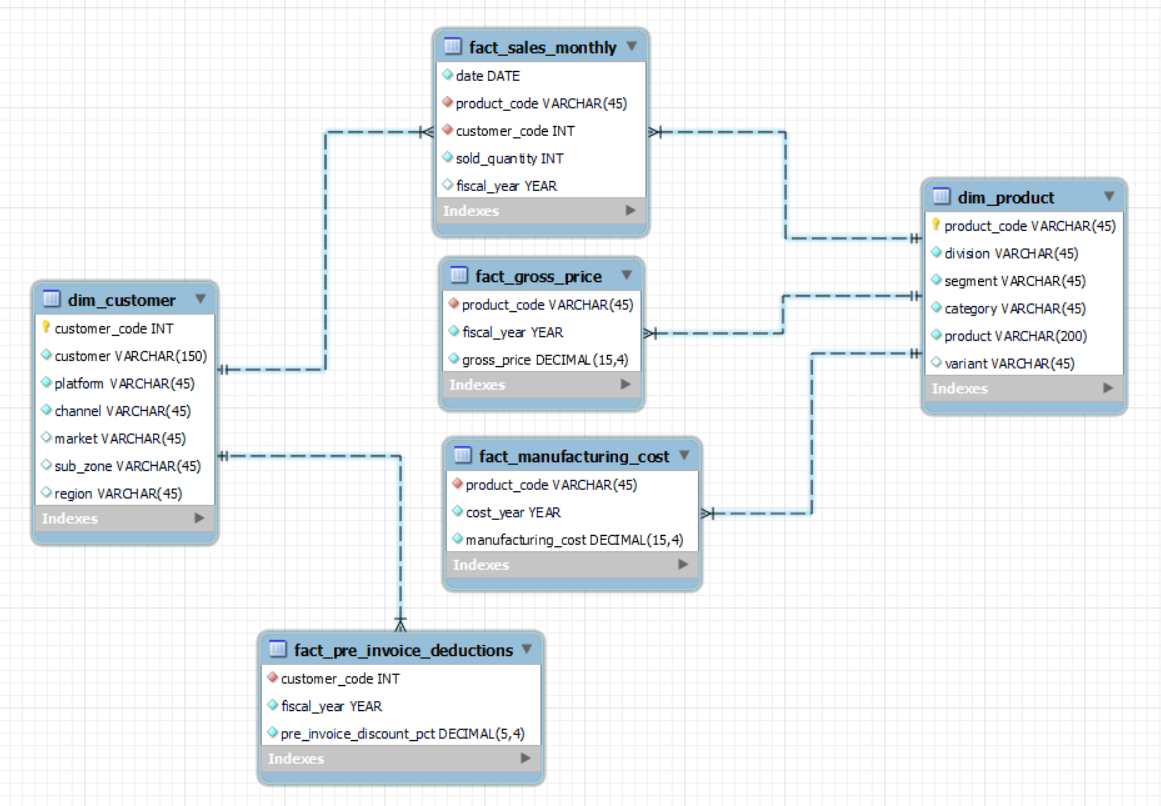 fact_sales_monthly
date DATE
product_code VARCHAR(45)
customer_code INT
sold_quantity INT
fiscal_year YEAR
Indexes
dim_product
product_code VARCHAR(45)
division VARCHAR(45)
segment VARCHAR(45)
category VARCHAR(45)
product VARCHAR(200)
variant VARCHAR(45)
Indexes
fact_gross_price
product_code VARCHAR(45)
fiscal_year YEAR
gross_price DECIMAL(15,4)
Indexes
dim_customer
customer_code INT
customer VARCHAR(150)
platform VARCHAR(45)
channel VARCHAR(45)
market VARCHAR(45)
sub_zone VARCHAR(45)
region VARCHAR(45)
Indexes
fact_manufacturing_cost
product_code VARCHAR(45)
cost_year YEAR
manufacturing_cost DECIMAL(15,4)
Indexes
fact_pre_invoice_deductions
customer_code INT
fiscal_year YEAR
pre_invoice_discount_pct DECIMAL(5,4)
Indexes